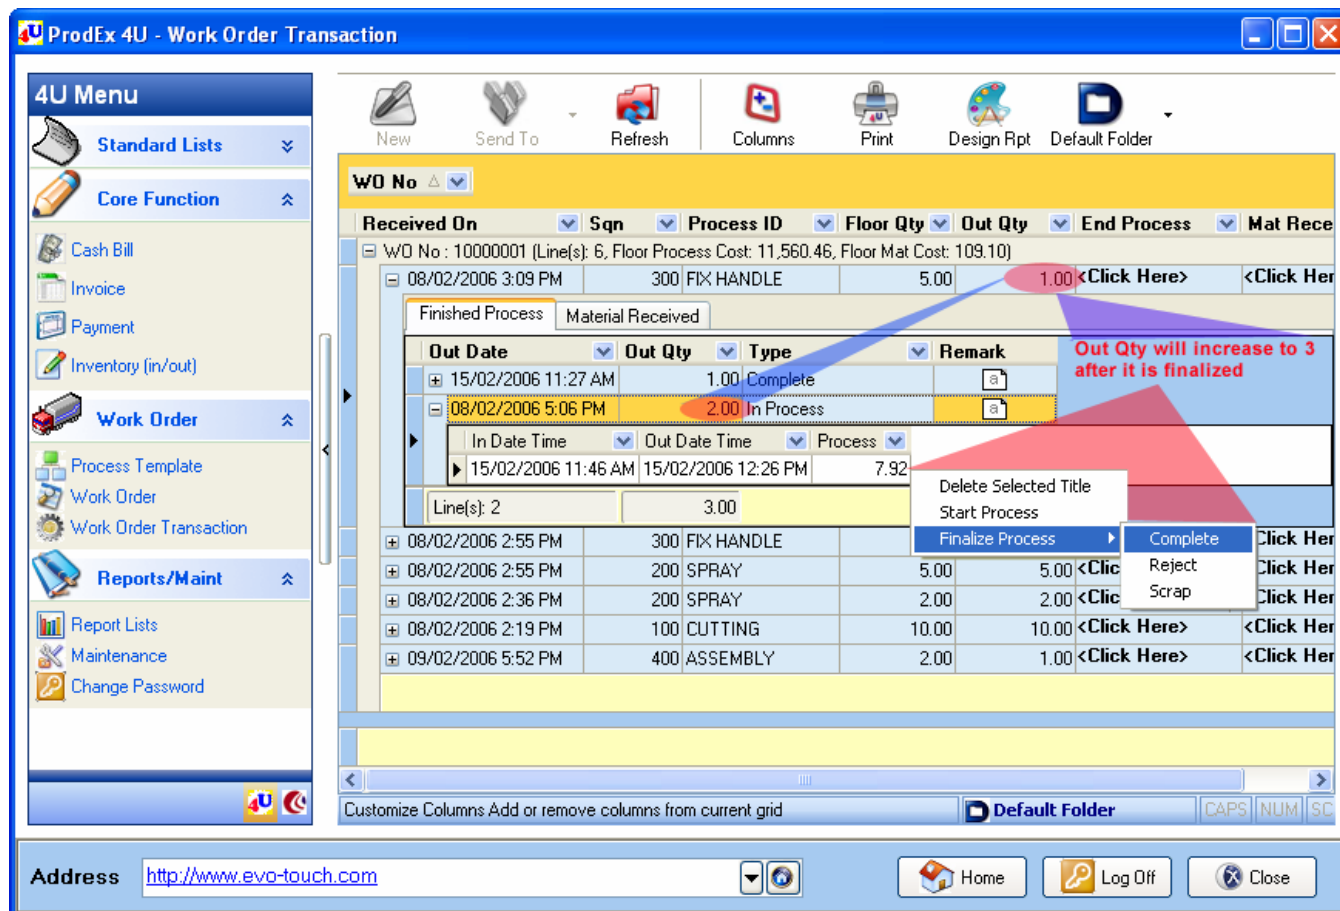 ProdEx 4U - Work Order Transaction
4U Menu
Standard Lists
Core Function
Cash Bill
Invoice
Payment
Inventory (in/out)
Work Order
Process Template
Work Order
Work Order Transaction
Reports/Maint
Report Lists
Maintenance
Change Password
4U
New Send To Refresh Columns Print Design Rpt Default Folder
WO No
Received On Sqn Process ID Floor Qty Out Qty End Process Mat Rece
WO No : 10000001 (Line(s): 6, Floor Process Cost: 11,560.46, Floor Mat Cost: 109.10)
08/02/2006 3:09 PM 300 FIX HANDLE 5.00 1.00 <Click Here> <Click Her
Finished Process Material Received
Out Date Out Qty Type Remark
Out Qty will increase to 3
after it is finalized
15/02/2006 11:27 AM 1.00 Complete a
08/02/2006 5:06 PM 2.00 In Process a
In Date Time Out Date Time Process
15/02/2006 11:46 AM 15/02/2006 12:26 PM 7.92
Line(s): 2 3.00
Delete Selected Title
Start Process
Finalize Process
Complete
Reject
Scrap
08/02/2006 2:55 PM 300 FIX HANDLE Click Her
08/02/2006 2:55 PM 200 SPRAY 5.00 5.00 <Clic Click Her
08/02/2006 2:36 PM 200 SPRAY 2.00 2.00 <Clic Click Her
08/02/2006 2:19 PM 100 CUTTING 10.00 10.00 <Click Here> <Click Her
09/02/2006 5:52 PM 400 ASSEMBLY 2.00 1.00 <Click Here> <Click Her
Customize Columns Add or remove columns from current grid Default Folder CAPS NUM SC
Address http://www.evo-touch.com Home Log Off Close